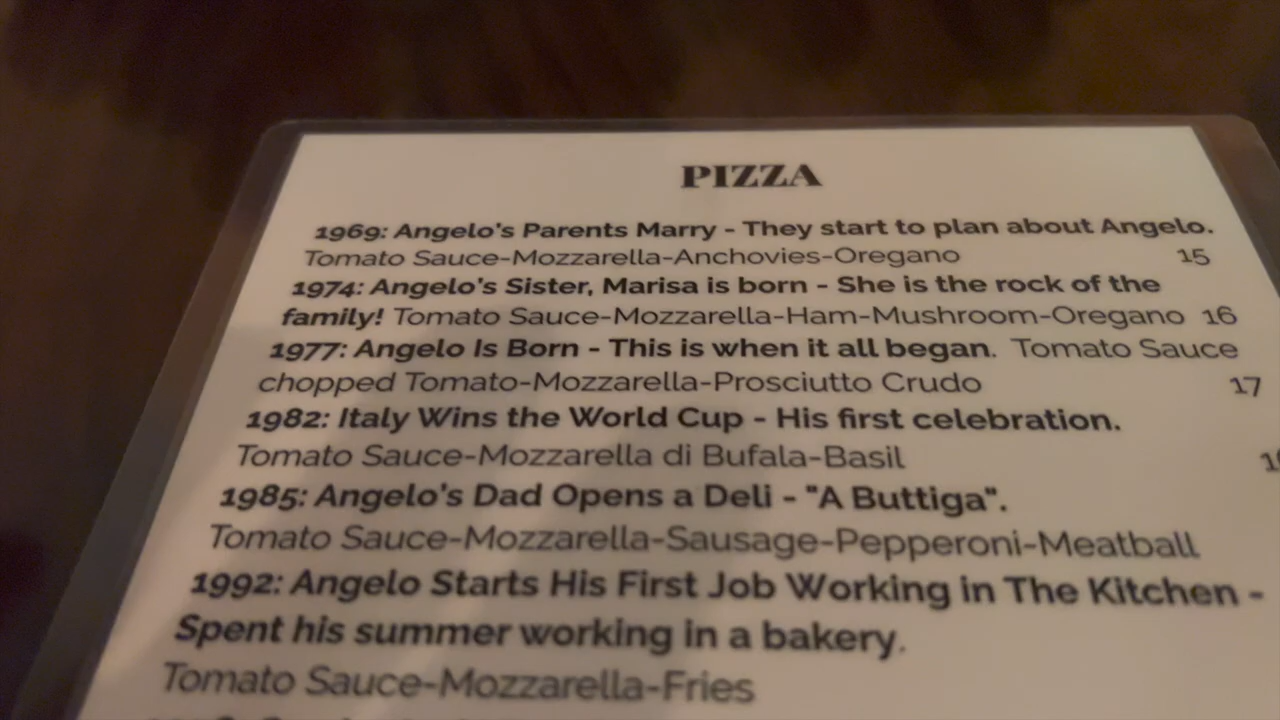 PIZZA
1969: Angelo's Parents Marry - They start to plan about Angelo.
Tomato Sauce-Mozzarella-Anchovies-Oregano 15
1974: Angelo's Sister, Marisa is born - She is the rock of the
family! Tomato Sauce-Mozzarella-Ham-Mushroom-Oregano 16
1977: Angelo Is Born - This is when it all began. Tomato Sauce
chopped Tomato-Mozzarella-Prosciutto Crudo 17
1982: Italy Wins the World Cup - His first celebration.
Tomato Sauce-Mozzarella di Bufala-Basil
1985: Angelo's Dad Opens a Deli - "A Buttiga".
Tomato Sauce-Mozzarella-Sausage-Pepperoni-Meatball
1992: Angelo Starts His First Job Working in The Kitchen -
Spent his summer working in a bakery.
Tomato Sauce-Mozzarella-Fries